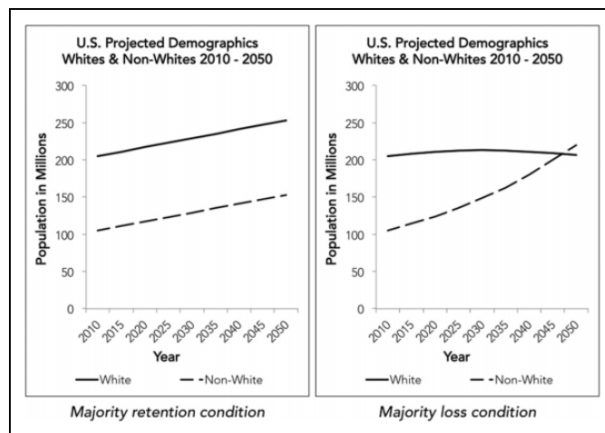 U.S. Projected Demographics
Whites & Non-Whites 2010 - 2050
300
250
200
150
100
50
0
Population in Millions
2010
2015
2020
2025
2030
2035
2040
2045
2050
Year
White
Non-White
Majority retention condition
U.S. Projected Demographics
Whites & Non-Whites 2010 - 2050
300
250
200
150
100
50
0
Population in Millions
2010
2015
2020
2025
2030
2035
2040
2045
2050
Year
White
Non-White
Majority loss condition